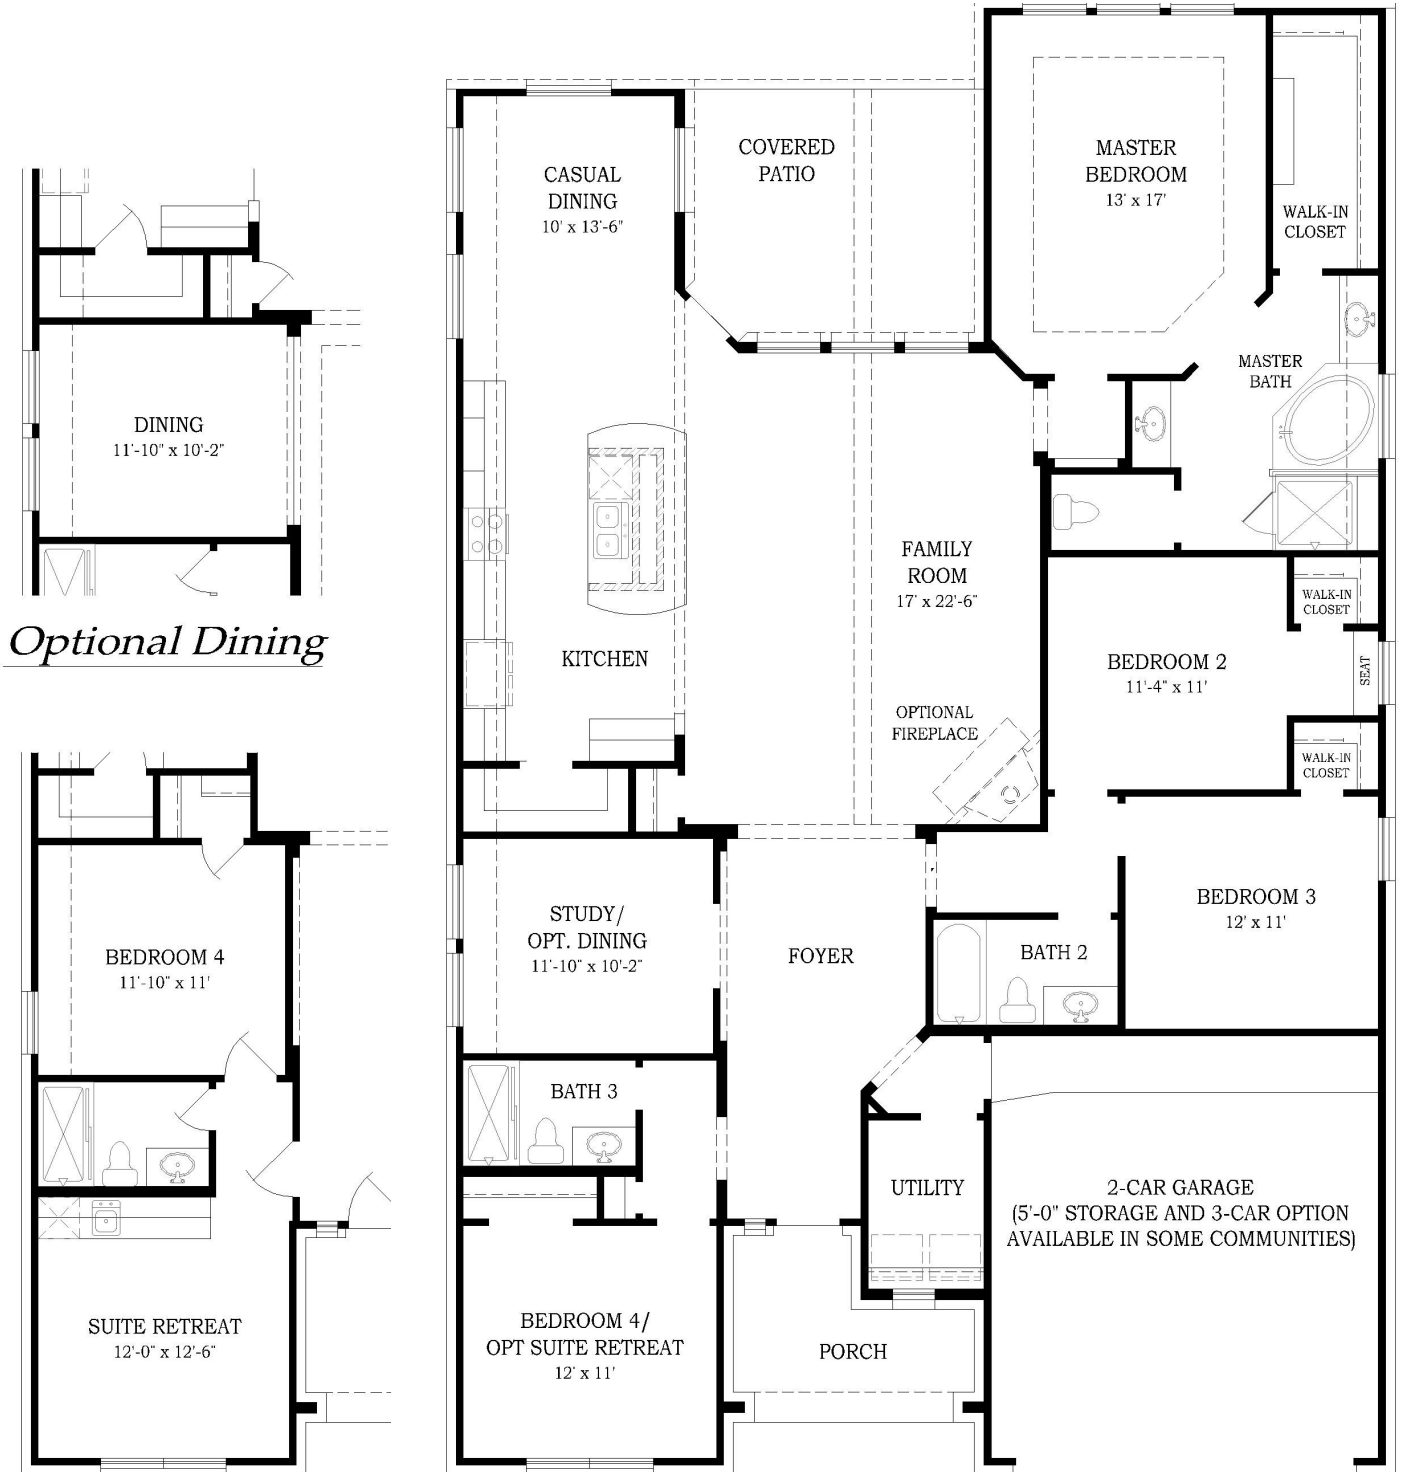 DINING
11'-10" x 10'-2"
Optional Dining
BEDROOM 4
11'-10" x 11'
SUITE RETREAT
12'-0" x 12'-6"
CASUAL
DINING
10' x 13'-6"
COVERED
PATIO
MASTER
BEDROOM
13' x 17'
WALK-IN
CLOSET
MASTER
BATH
FAMILY
ROOM
17' x 22'-6"
KITCHEN
OPTIONAL
FIREPLACE
WALK-IN
CLOSET
BEDROOM 2
11'-4" x 11'
SEAT
WALK-IN
CLOSET
BEDROOM 3
12' x 11'
STUDY/
OPT. DINING
11'-10" x 10'-2"
FOYER
BATH 2
BATH 3
UTILITY
2-CAR GARAGE
(5'-0" STORAGE AND 3-CAR OPTION
AVAILABLE IN SOME COMMUNITIES)
BEDROOM 4/
OPT SUITE RETREAT
12' x 11'
PORCH